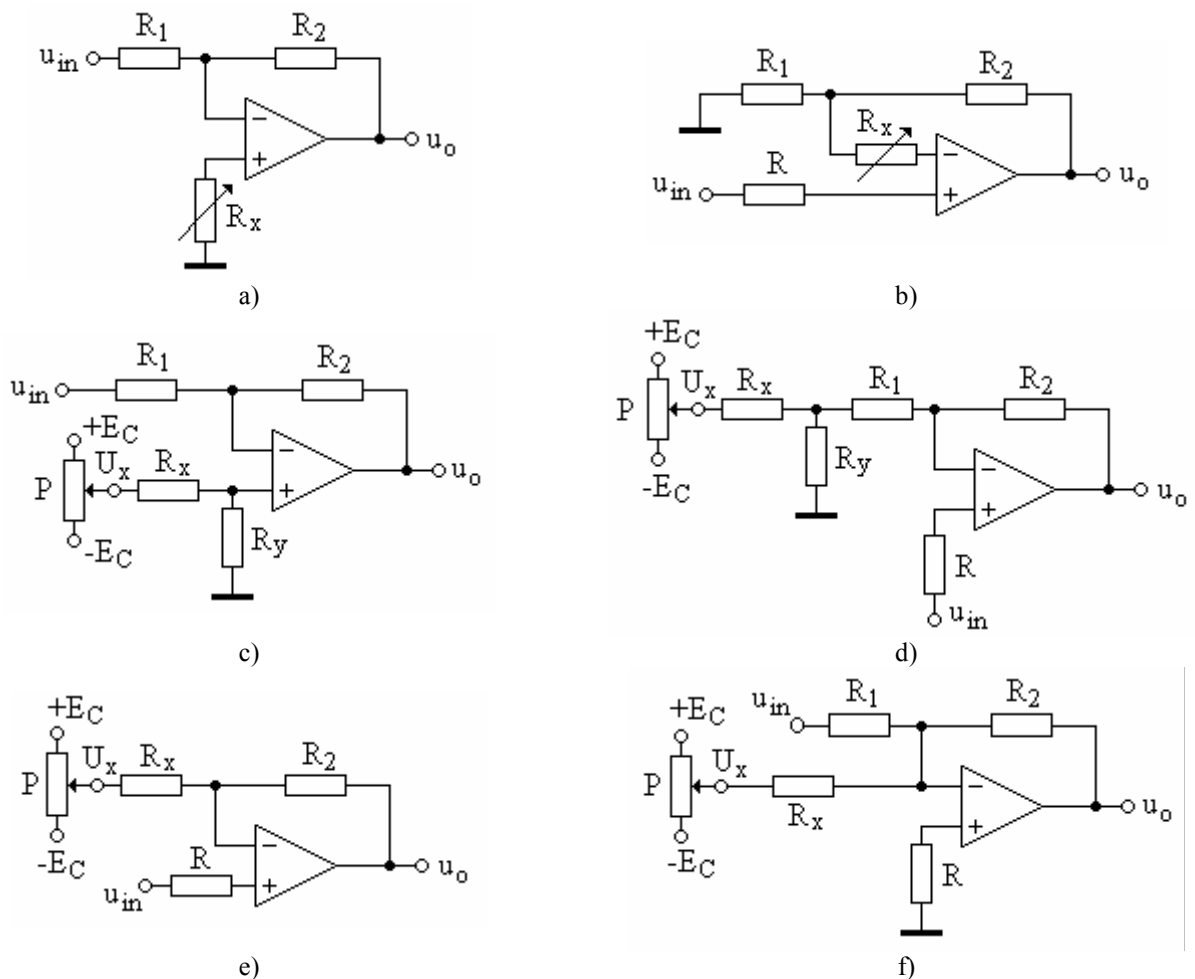 R1 R2
uin
−
+
uo
Rx
a)
R1 R2
Rx
−
R
uin
+
uo
b)
R1 R2
uin
+EC
Ux Rx
P
−
+
uo
-EC
Ry
c)
+EC
Ux Rx R1 R2
P
Ry
-EC
−
+
uo
R
uin
d)
+EC
Ux Rx R2
P
-EC
−
R
uin
+
uo
e)
uin R1 R2
+EC
Ux
P
Rx
−
+
uo
-EC
R
f)